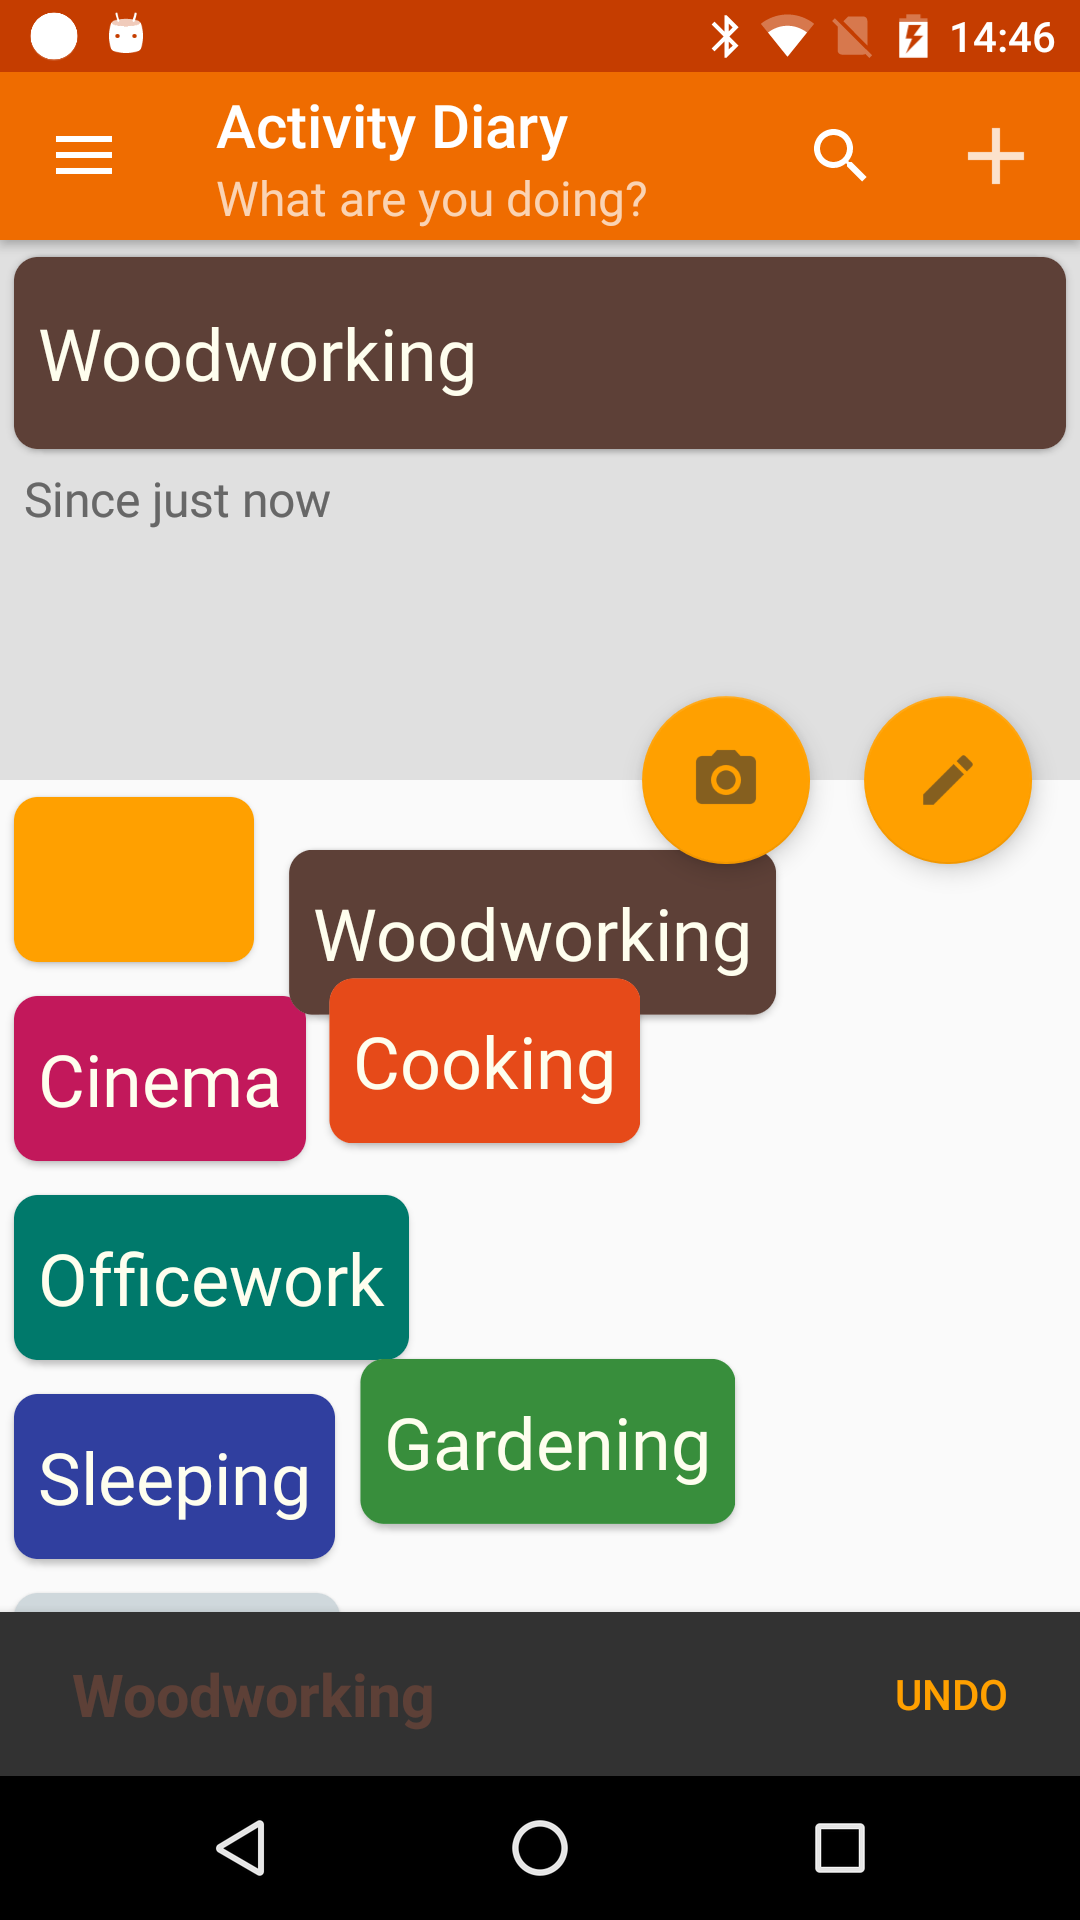 14:46
Activity Diary
What are you doing?
Woodworking
Since just now
Woodworking
Cinema
Cooking
Officework
Gardening
Sleeping
Woodworking
UNDO